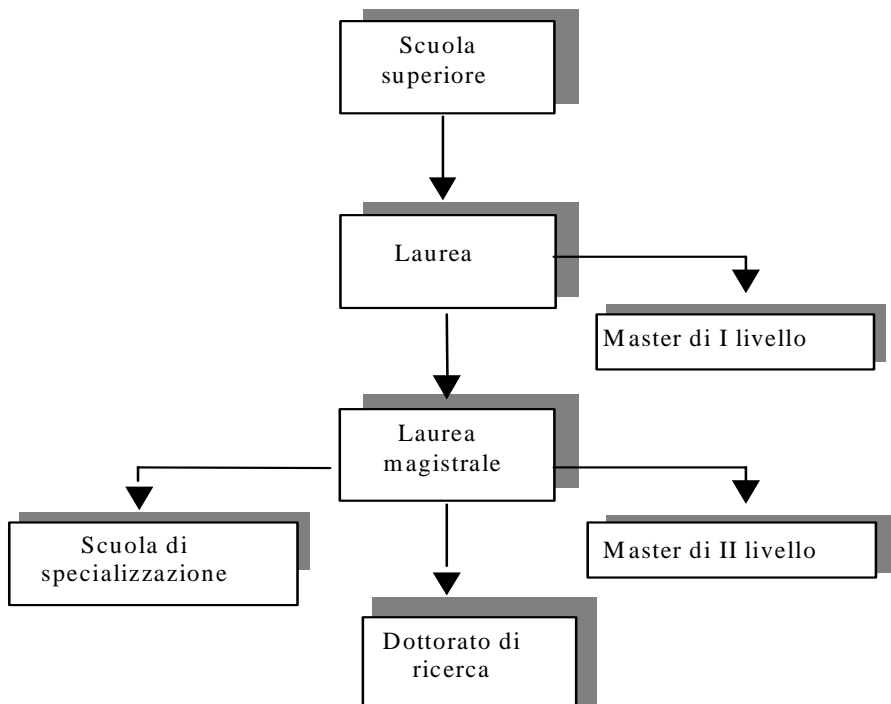 Scuola
superiore
Laurea
Master di I livello
Laurea
magistrale
Scuola di
specializzazione
Master di II livello
Dottorato di
ricerca